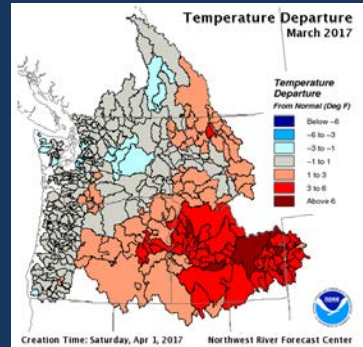 Temperature Departure
March 2017
Temperature
Departure
From Normal (Deg F)
Below -6
-6 to -3
-3 to -1
-1 to 1
1 to 3
3 to 6
Above 6
noaa
Creation Time: Saturday, Apr 1, 2017 Northwest River Forecast Center